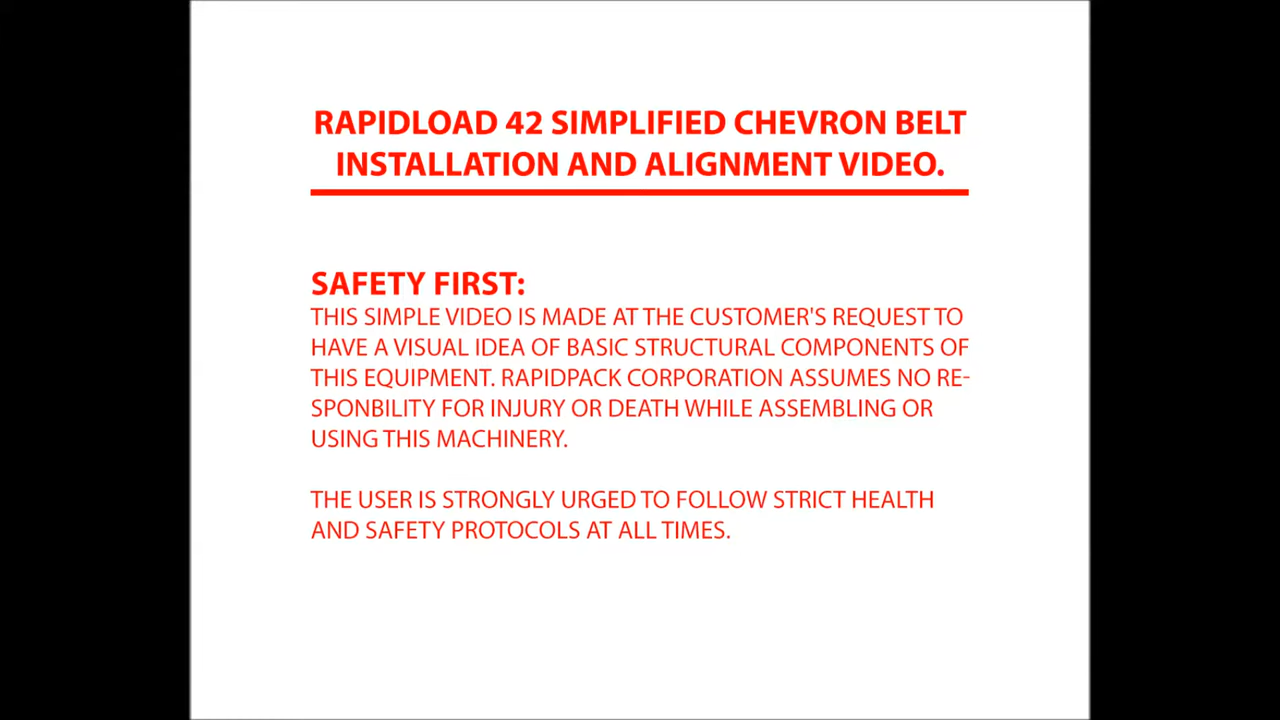 RAPIDLOAD 42 SIMPLIFIED CHEVRON BELT
INSTALLATION AND ALIGNMENT VIDEO.
SAFETY FIRST:
THIS SIMPLE VIDEO IS MADE AT THE CUSTOMER'S REQUEST TO
HAVE A VISUAL IDEA OF BASIC STRUCTURAL COMPONENTS OF
THIS EQUIPMENT. RAPIDPACK CORPORATION ASSUMES NO RE-
SPONBILITY FOR INJURY OR DEATH WHILE ASSEMBLING OR
USING THIS MACHINERY.
THE USER IS STRONGLY URGED TO FOLLOW STRICT HEALTH
AND SAFETY PROTOCOLS AT ALL TIMES.